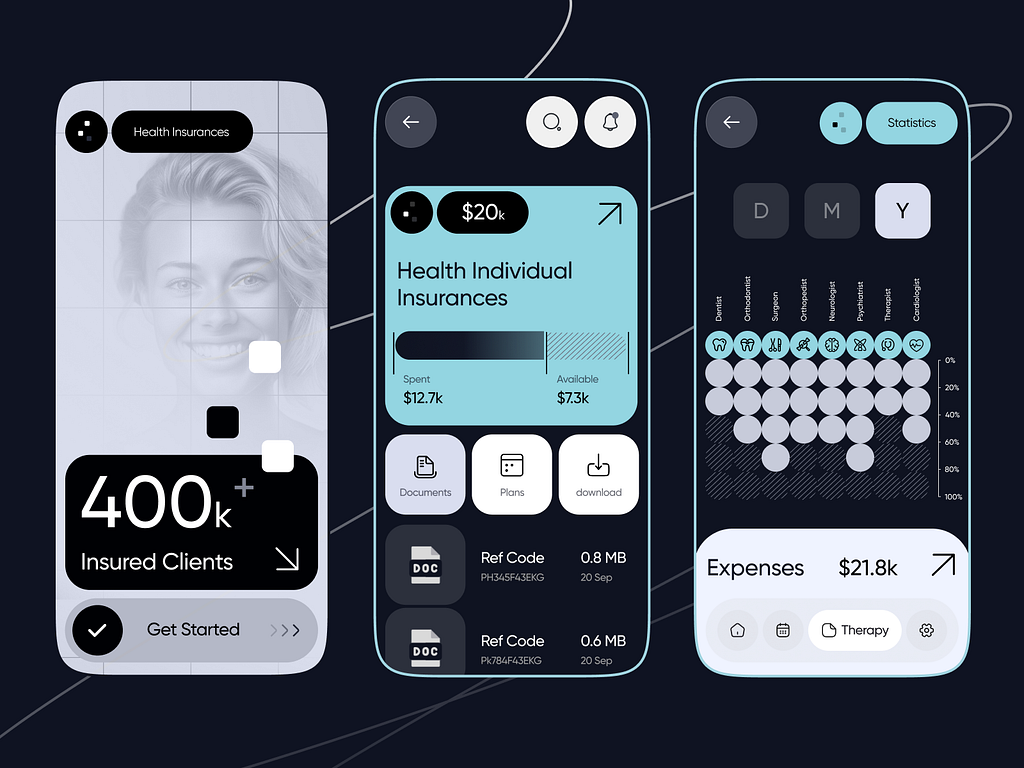 Health Insurances
400k+
Insured Clients
Get Started
$20k
Health Individual
Insurances
Spent
$12.7k
Available
$7.3k
Documents
Plans
download
DOC
Ref Code
PH345F43EKG
0.8 MB
20 Sep
DOC
Ref Code
Pk784F43EKG
0.6 MB
20 Sep
Statistics
D
M
Y
Dentist
Orthodontist
Surgeon
Orthopedist
Neurologist
Psychiatrist
Therapist
Cardiologist
0%
20%
40%
60%
80%
100%
Expenses
$21.8k
Therapy